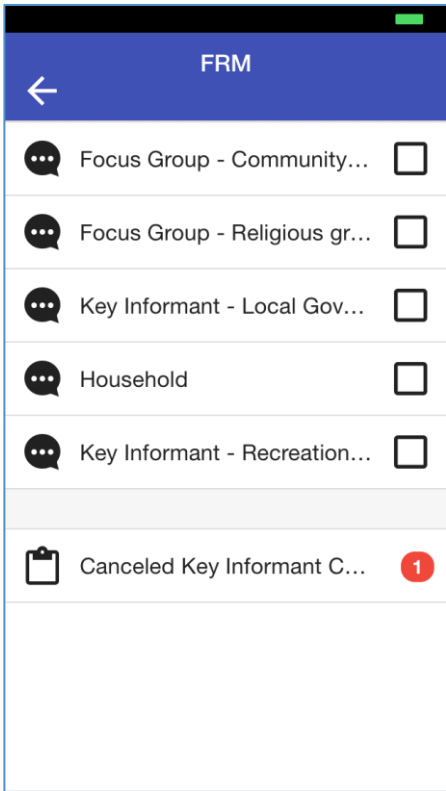 FRM
Focus Group - Community...
Focus Group - Religious gr...
Key Informant - Local Gov...
Household
Key Informant - Recreation...
Canceled Key Informant C... 1